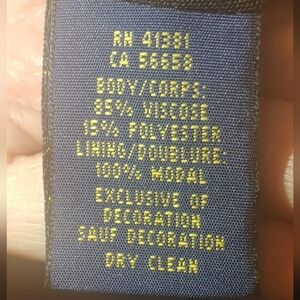 RN 41381
CA 56658
BODY/CORPS:
85% VISCOSE
15% POLYESTER
LINING/DOUBLURE:
100% MODAL
EXCLUSIVE OF
DECORATION
SAUF DECORATION
DRY CLEAN